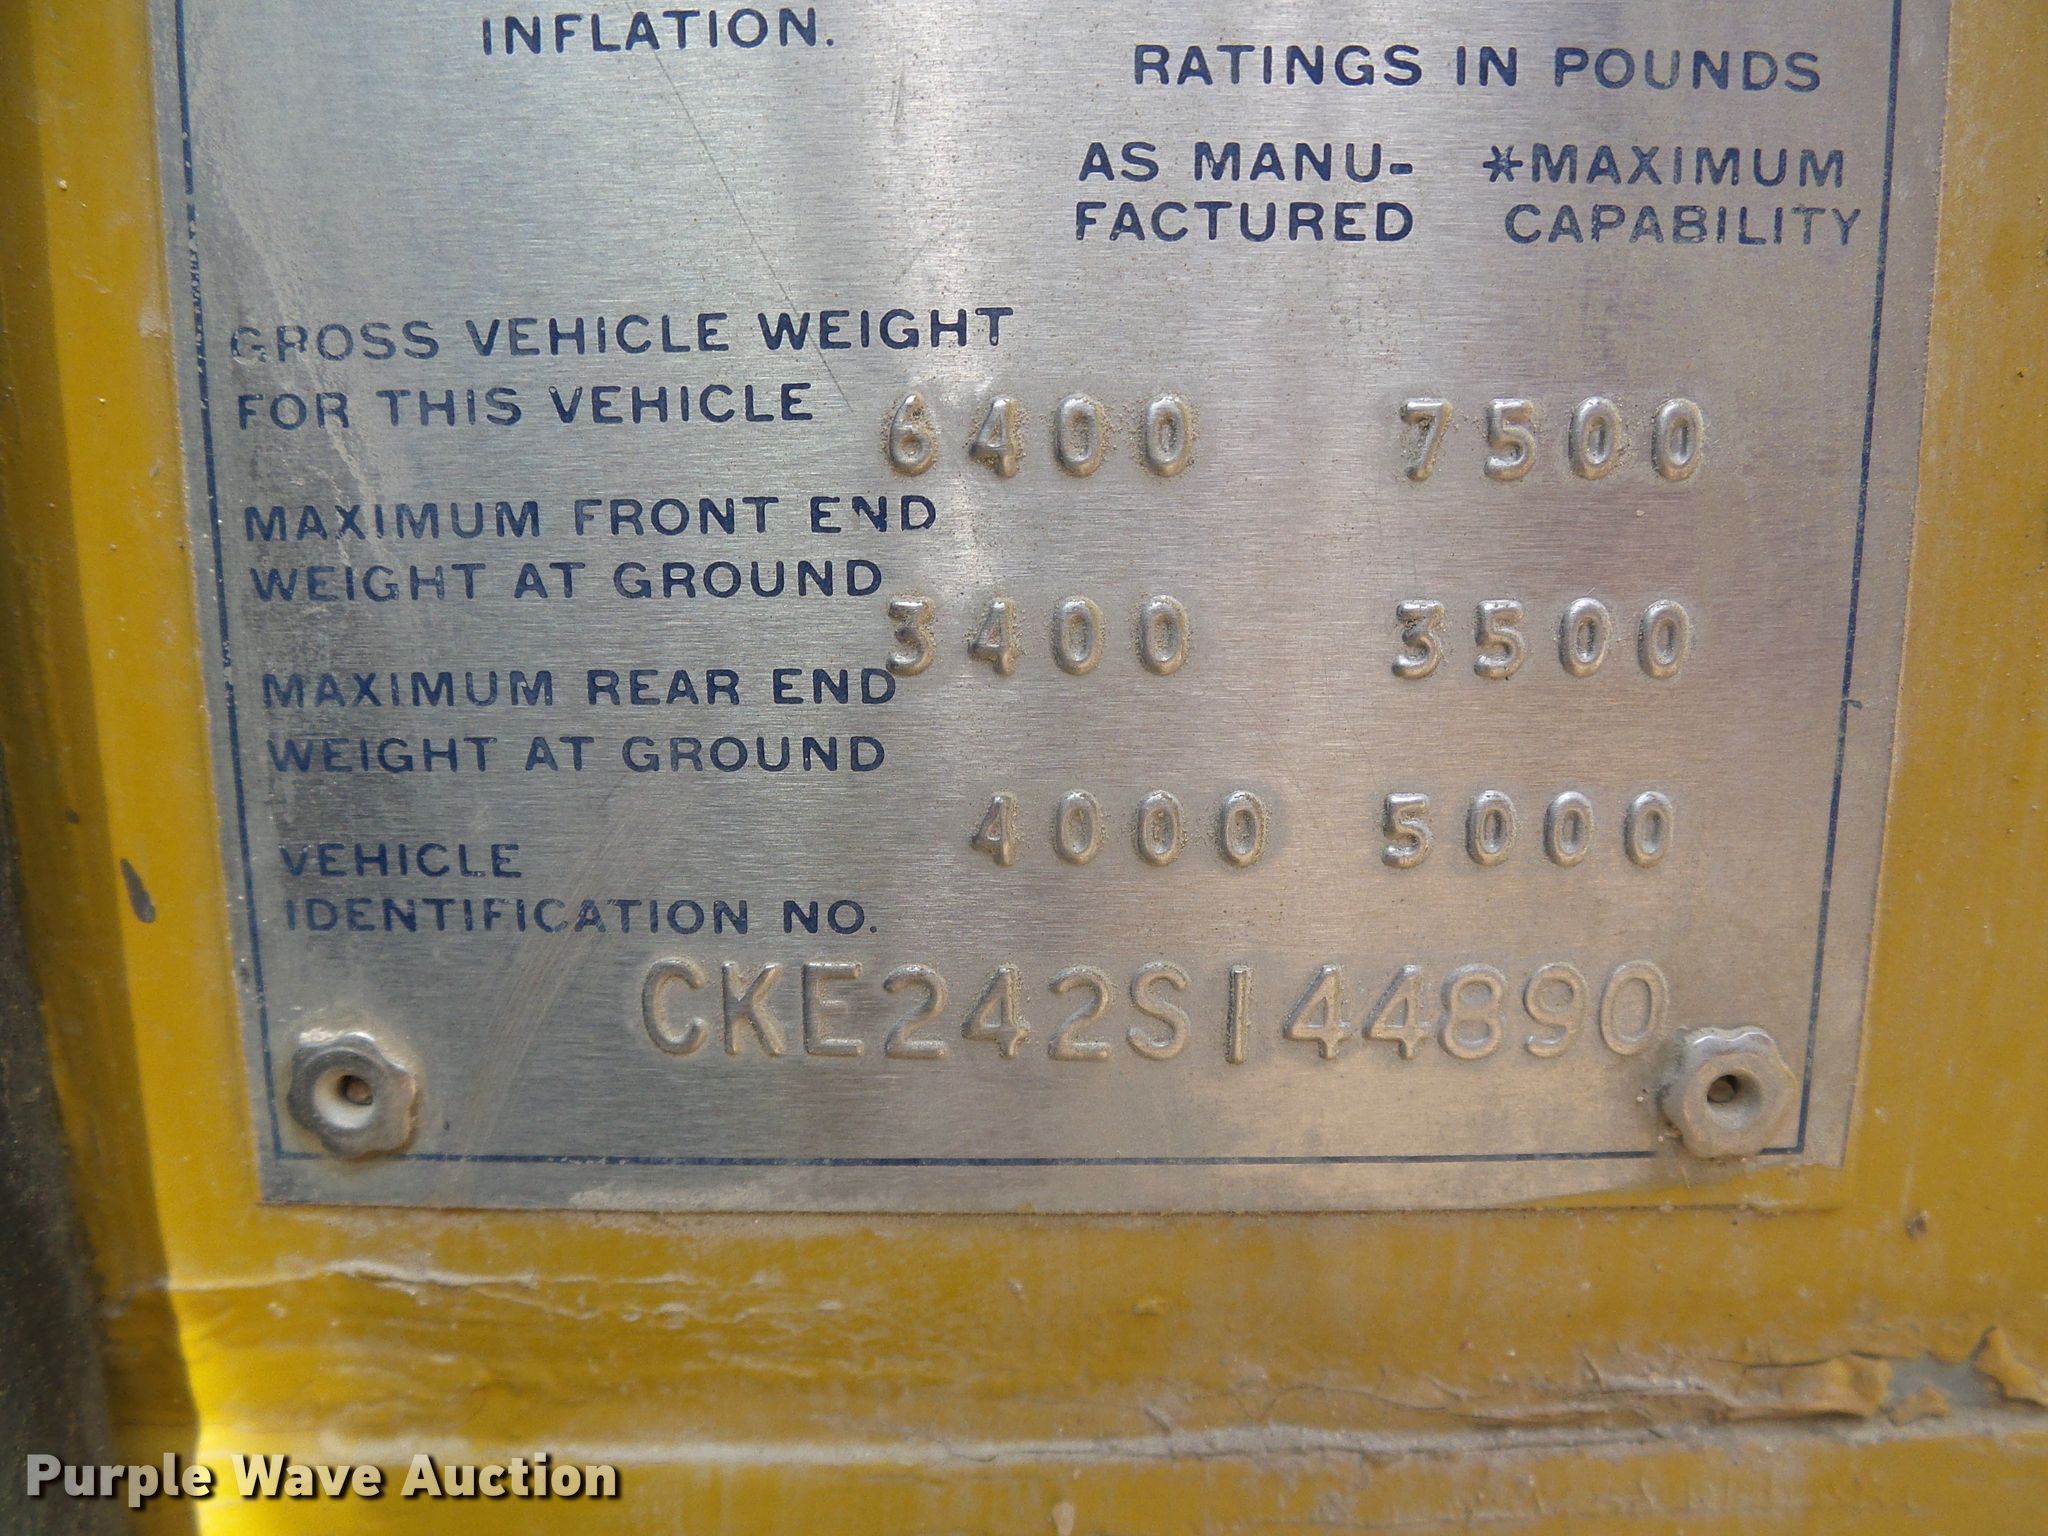 INFLATION.
RATINGS IN POUNDS
AS MANU- *MAXIMUM
FACTURED CAPABILITY
GROSS VEHICLE WEIGHT
FOR THIS VEHICLE 6400 7500
MAXIMUM FRONT END
WEIGHT AT GROUND
3400 3500
MAXIMUM REAR END
WEIGHT AT GROUND
4000 5000
VEHICLE
IDENTIFICATION NO.
CKE242S144890
Purple Wave Auction